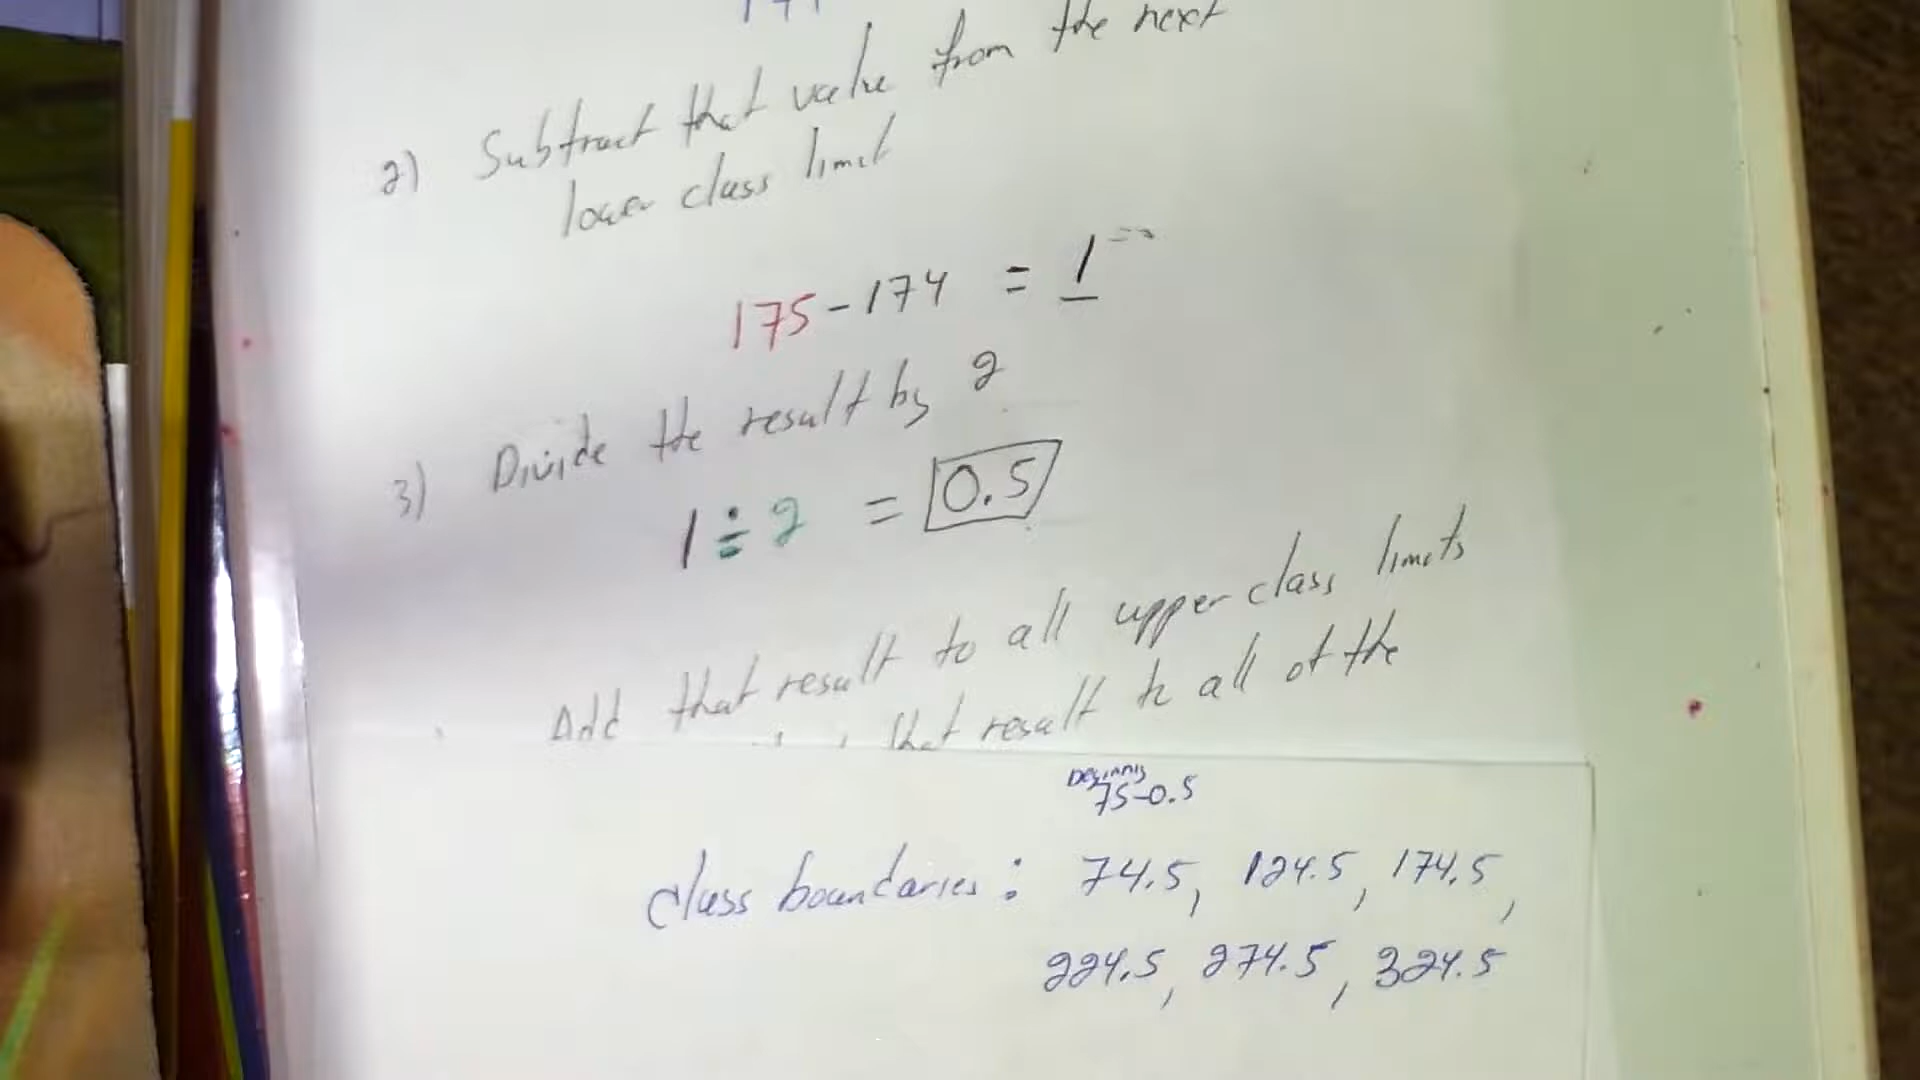 2) Subtract that value from the next
lower class limit
175-174 = 1
3) Divide the result by 2
1 ÷ 2 = 0.5
Add that result to all upper class limits
that result to all of the
75-0.5
class boundaries: 74.5, 124.5, 174.5,
224.5, 274.5, 324.5